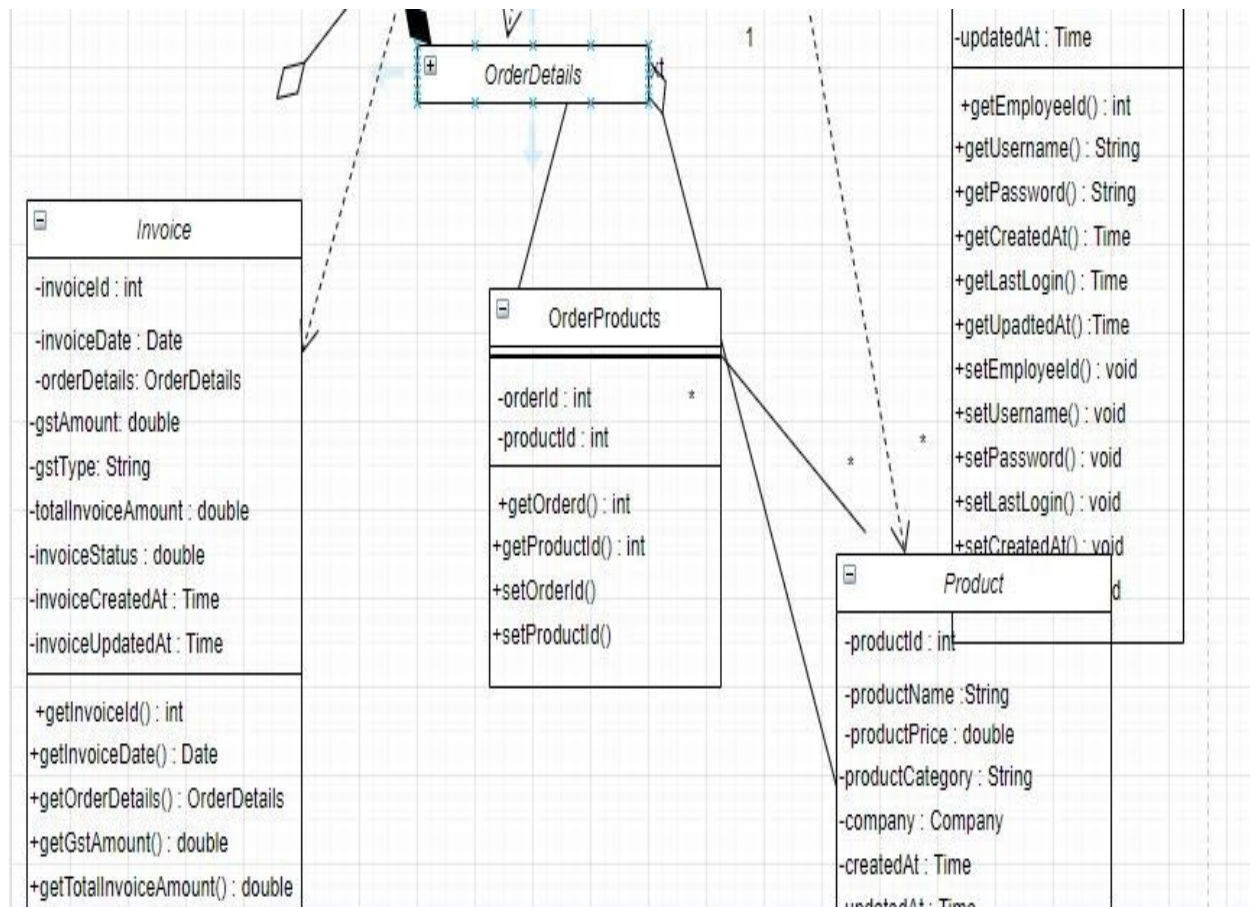 OrderDetails
xt
1
Invoice
-invoiceId : int
-invoiceDate : Date
-orderDetails: OrderDetails
-gstAmount: double
-gstType: String
-totalInvoiceAmount : double
-invoiceStatus : double
-invoiceCreatedAt : Time
-invoiceUpdatedAt : Time
+getInvoiceId() : int
+getInvoiceDate() : Date
+getOrderDetails() : OrderDetails
+getGstAmount() : double
+getTotalInvoiceAmount() : double
OrderProducts
-orderId : int
*
-productId : int
+getOrderd() : int
+getProductId() : int
+setOrderId()
+setProductId()
*
*
-updatedAt : Time
+getEmployeeId() : int
+getUsername() : String
+getPassword() : String
+getCreatedAt() : Time
+getLastLogin() : Time
+getUpadtedAt() :Time
+setEmployeeId() : void
+setUsername() : void
+setPassword() : void
+setLastLogin() : void
+setCreatedAt() : void
d
Product
-productId : int
-productName :String
-productPrice : double
-productCategory : String
-company : Company
-createdAt : Time
-updatedAt : Time